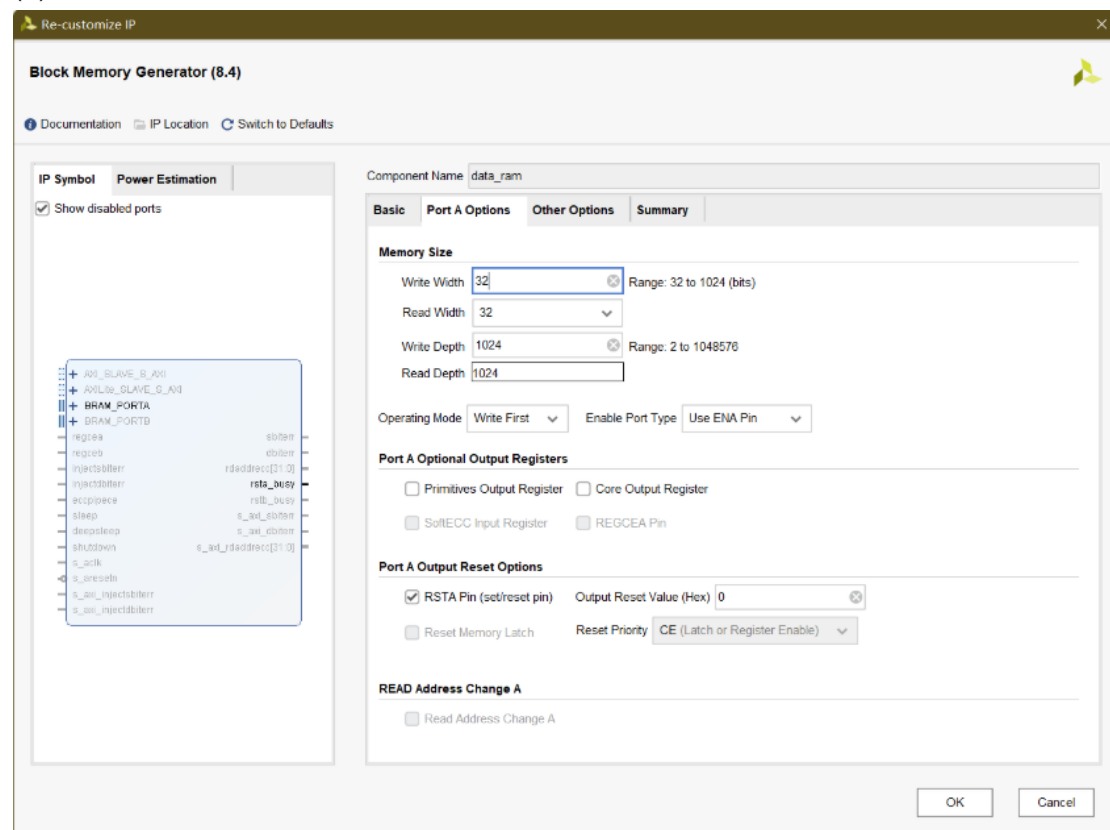 Re-customize IP
Block Memory Generator (8.4)
Documentation IP Location Switch to Defaults
IP Symbol Power Estimation
Show disabled ports
AXI_SLAVE_S_AXI
AXILite_SLAVE_S_AXI
BRAM_PORTA
BRAM_PORTB
regcea sbiterr
regceb dbiterr
injectsbiterr rdaddrecc[31:0]
injectdbiterr rsta_busy
eccpipece rstb_busy
sleep s_axi_sbiterr
deepsleep s_axi_dbiterr
shutdown s_axi_rdaddrecc[31:0]
s_aclk
s_aresetn
s_axi_injectsbiterr
s_axi_injectdbiterr
Component Name data_ram
Basic Port A Options Other Options Summary
Memory Size
Write Width 32 Range: 32 to 1024 (bits)
Read Width 32
Write Depth 1024 Range: 2 to 1048576
Read Depth 1024
Operating Mode Write First Enable Port Type Use ENA Pin
Port A Optional Output Registers
Primitives Output Register Core Output Register
SoftECC Input Register REGCEA Pin
Port A Output Reset Options
RSTA Pin (set/reset pin) Output Reset Value (Hex) 0
Reset Memory Latch Reset Priority CE (Latch or Register Enable)
READ Address Change A
Read Address Change A
OK Cancel